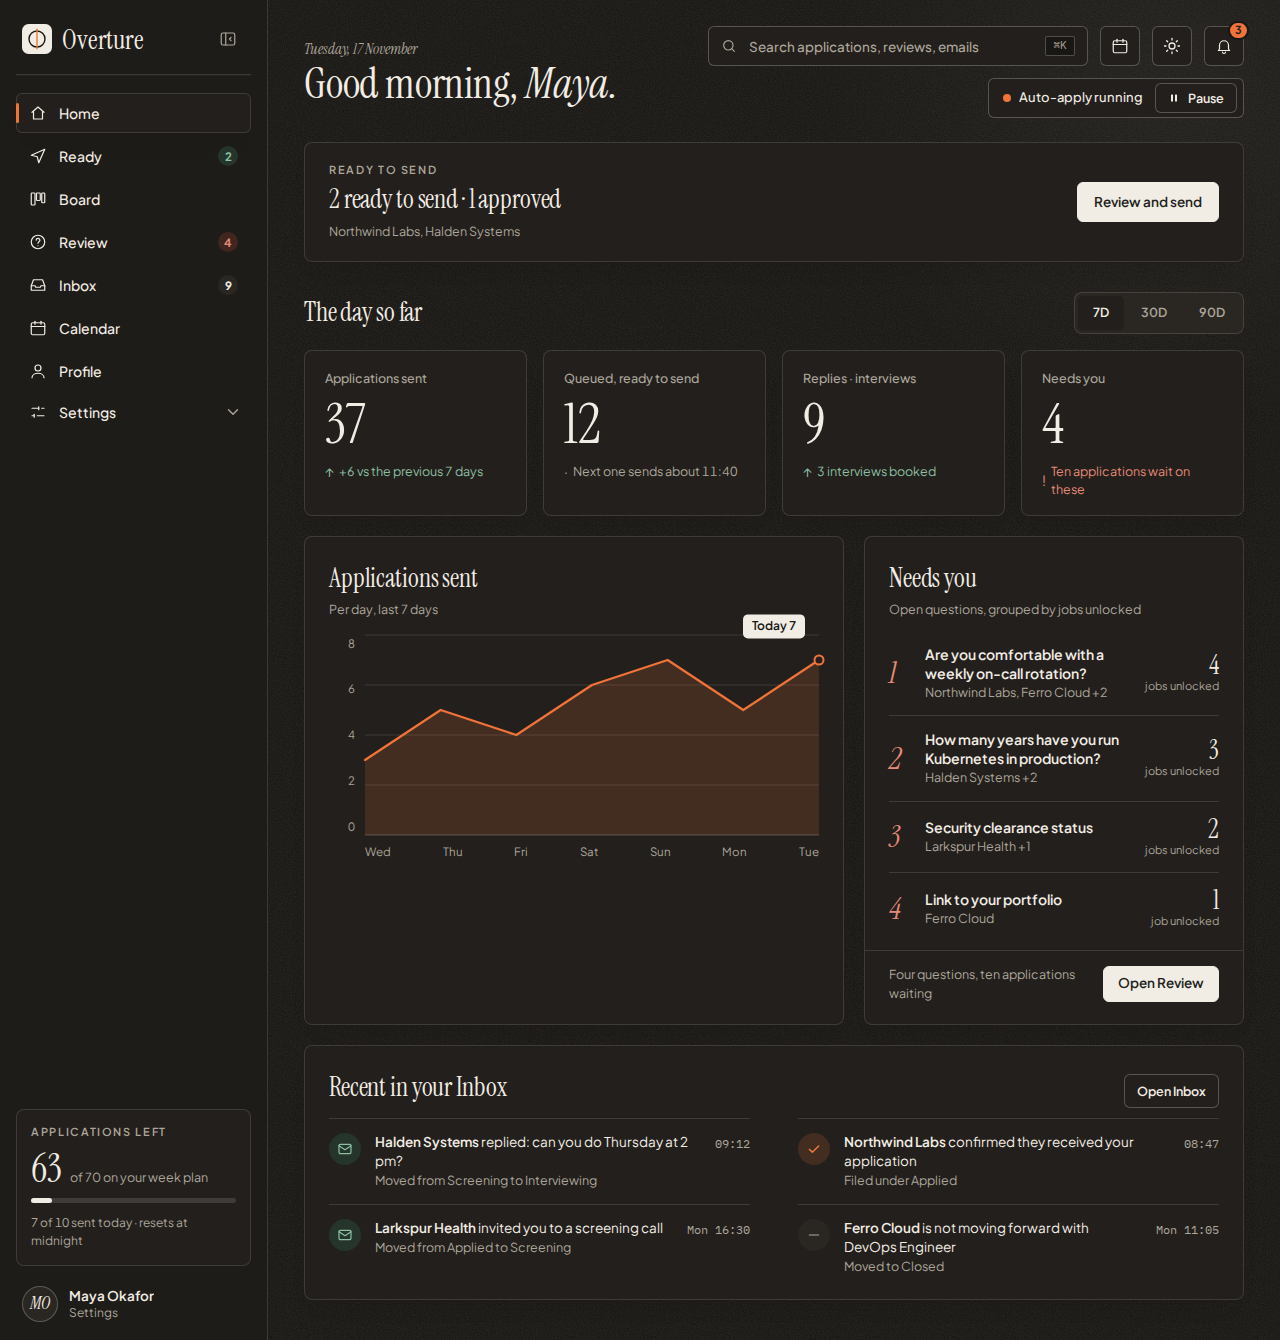 Overture
Home
Ready 2
Board
Review 4
Inbox 9
Calendar
Profile
Settings
APPLICATIONS LEFT
63 of 70 on your week plan
7 of 10 sent today · resets at
midnight
MO
Maya Okafor
Settings
Tuesday, 17 November
Good morning, Maya.
Search applications, reviews, emails ⌘K
3
Auto-apply running
Pause
READY TO SEND
2 ready to send · 1 approved
Northwind Labs, Halden Systems
Review and send
The day so far
7D 30D 90D
Applications sent
37
↑ +6 vs the previous 7 days
Queued, ready to send
12
· Next one sends about 11:40
Replies · interviews
9
↑ 3 interviews booked
Needs you
4
! Ten applications wait on
these
Applications sent
Per day, last 7 days
Today 7
8
6
4
2
0
Wed Thu Fri Sat Sun Mon Tue
Needs you
Open questions, grouped by jobs unlocked
1
Are you comfortable with a
weekly on-call rotation?
Northwind Labs, Ferro Cloud +2
4
jobs unlocked
2
How many years have you run
Kubernetes in production?
Halden Systems +2
3
jobs unlocked
3
Security clearance status
Larkspur Health +1
2
jobs unlocked
4
Link to your portfolio
Ferro Cloud
1
job unlocked
Four questions, ten applications
waiting
Open Review
Recent in your Inbox
Open Inbox
Halden Systems replied: can you do Thursday at 2
pm?
Moved from Screening to Interviewing
09:12
Northwind Labs confirmed they received your
application
Filed under Applied
08:47
Larkspur Health invited you to a screening call
Moved from Applied to Screening
Mon 16:30
Ferro Cloud is not moving forward with
DevOps Engineer
Moved to Closed
Mon 11:05